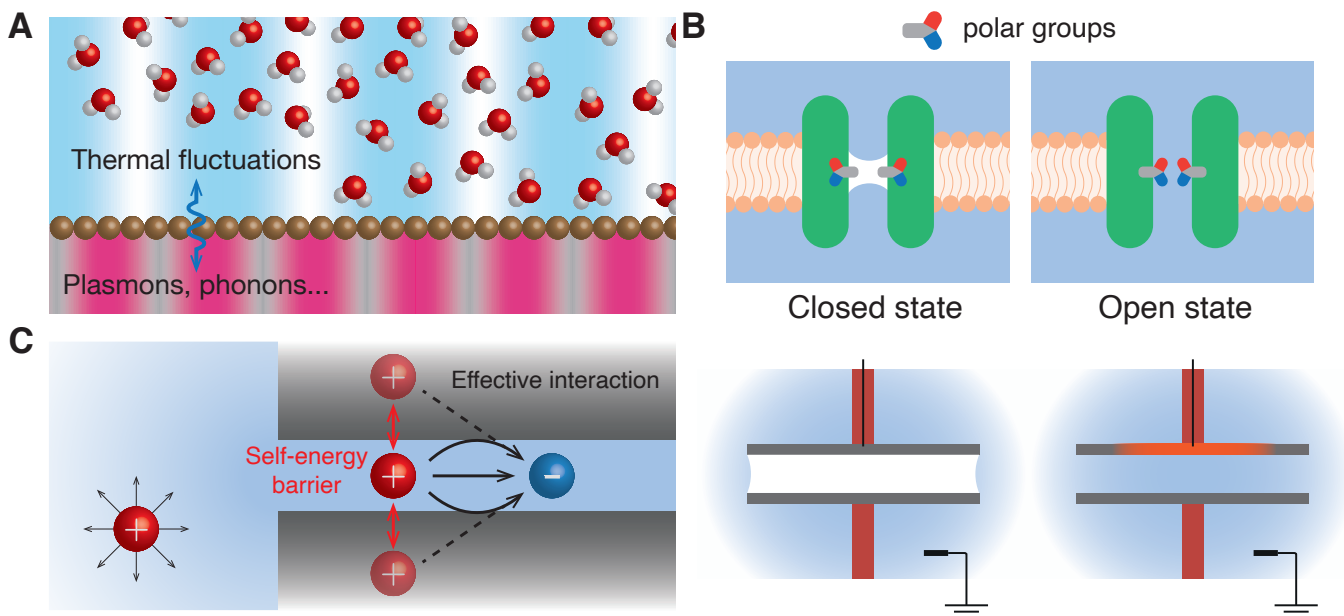 A
Thermal fluctuations
Plasmons, phonons...
B
polar groups
Closed state
Open state
C
Effective interaction
Self-energy
barrier
+
+
+
+
-